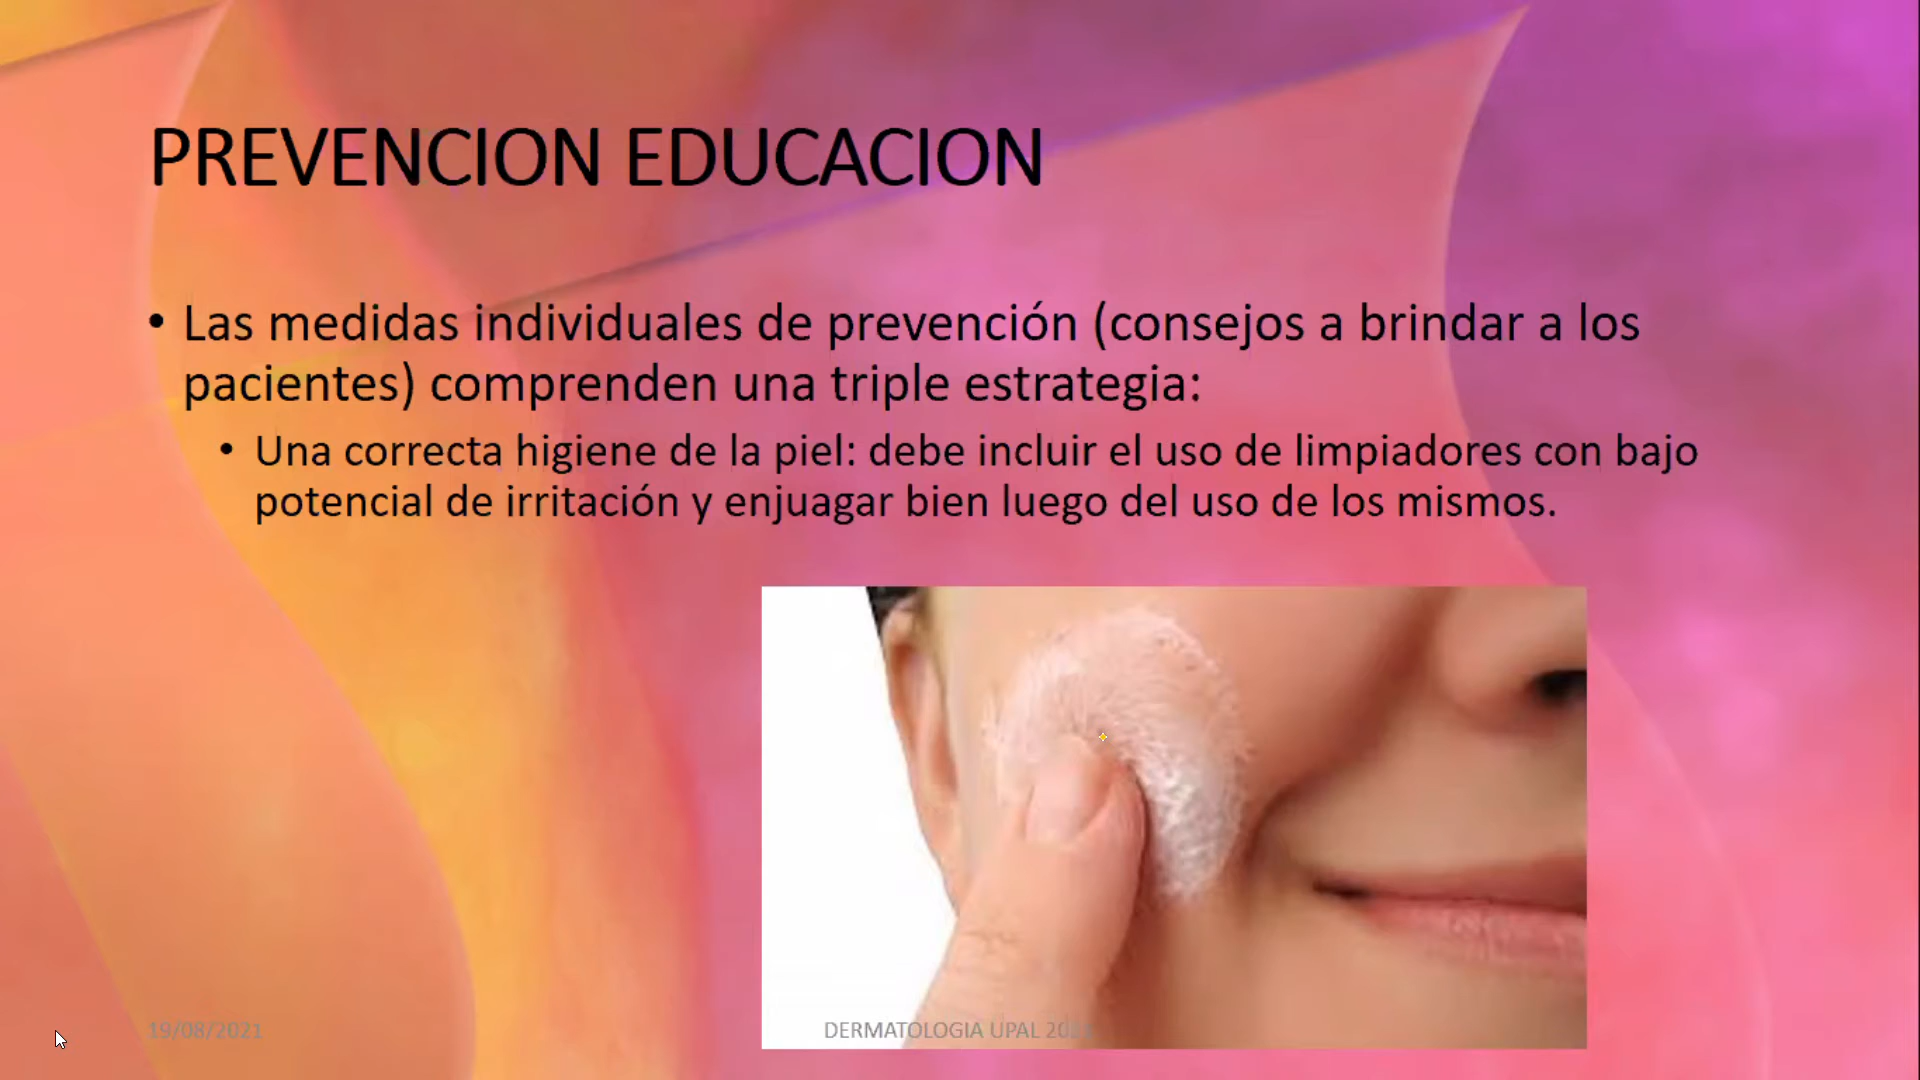 PREVENCION EDUCACION
• Las medidas individuales de prevención (consejos a brindar a los
pacientes) comprenden una triple estrategia:
• Una correcta higiene de la piel: debe incluir el uso de limpiadores con bajo
potencial de irritación y enjuagar bien luego del uso de los mismos.
19/08/2021
DERMATOLOGIA UPAL 2021